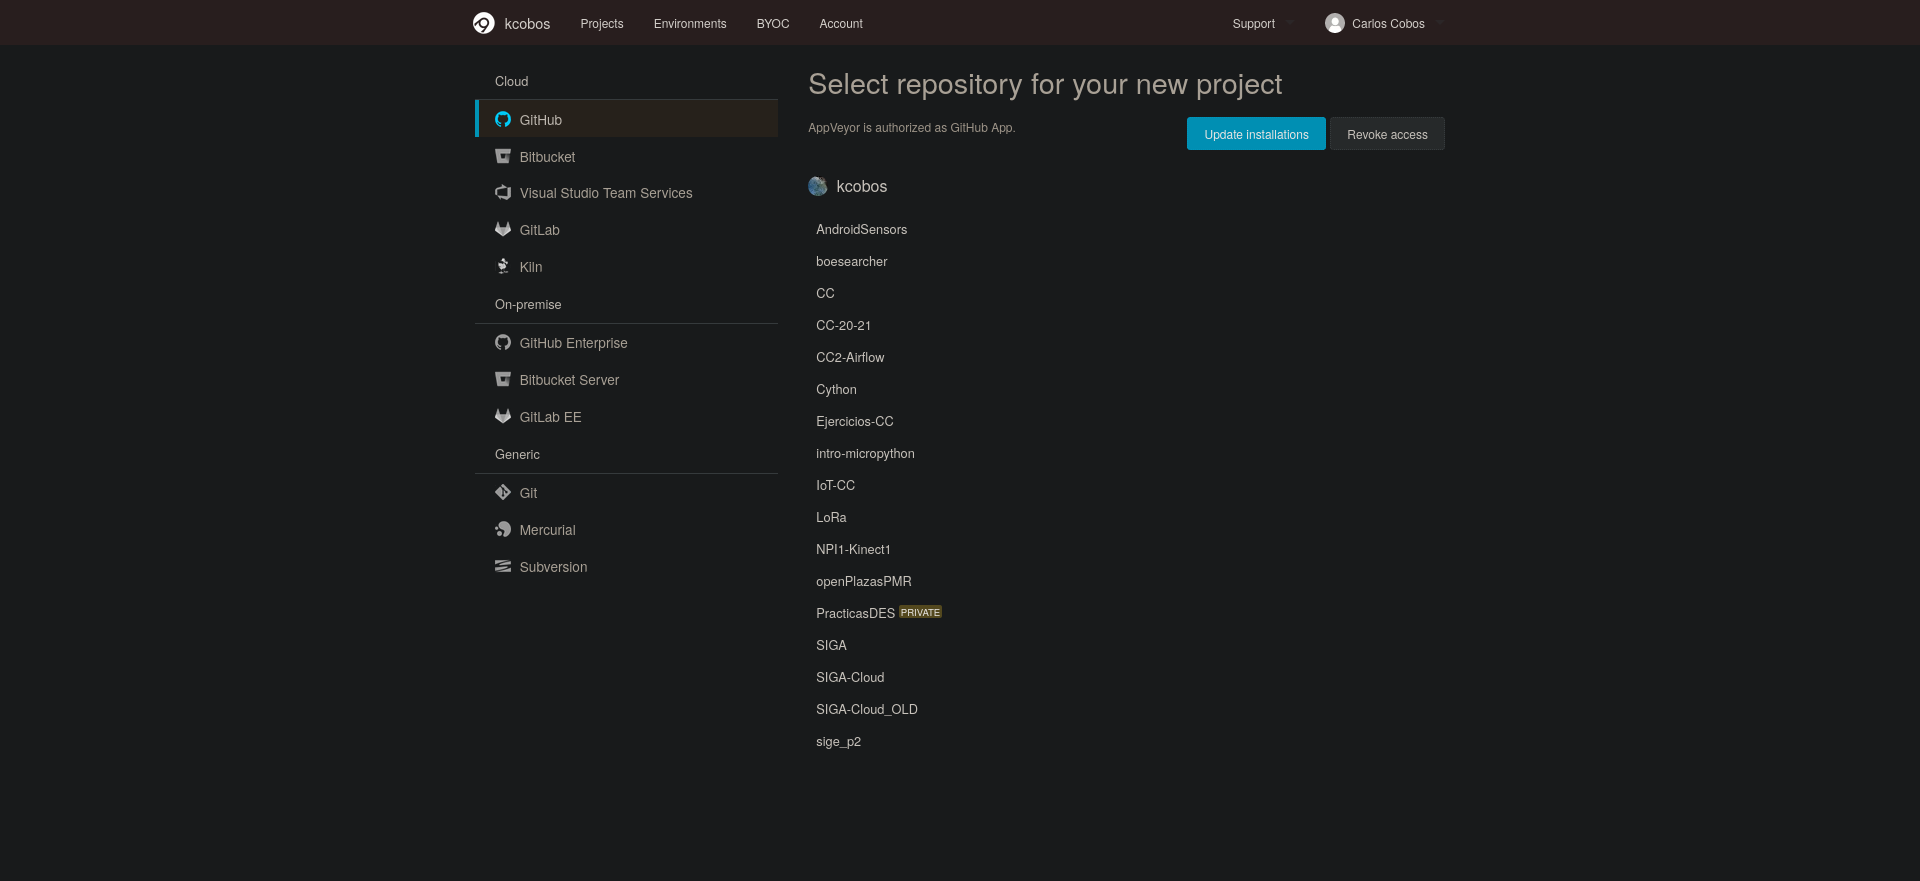 kcobos Projects Environments BYOC Account Support Carlos Cobos
Cloud
GitHub
Bitbucket
Visual Studio Team Services
GitLab
Kiln
On-premise
GitHub Enterprise
Bitbucket Server
GitLab EE
Generic
Git
Mercurial
Subversion
Select repository for your new project
AppVeyor is authorized as GitHub App.
Update installations Revoke access
kcobos
AndroidSensors
boesearcher
CC
CC-20-21
CC2-Airflow
Cython
Ejercicios-CC
intro-micropython
IoT-CC
LoRa
NPI1-Kinect1
openPlazasPMR
PracticasDES PRIVATE
SIGA
SIGA-Cloud
SIGA-Cloud_OLD
sige_p2